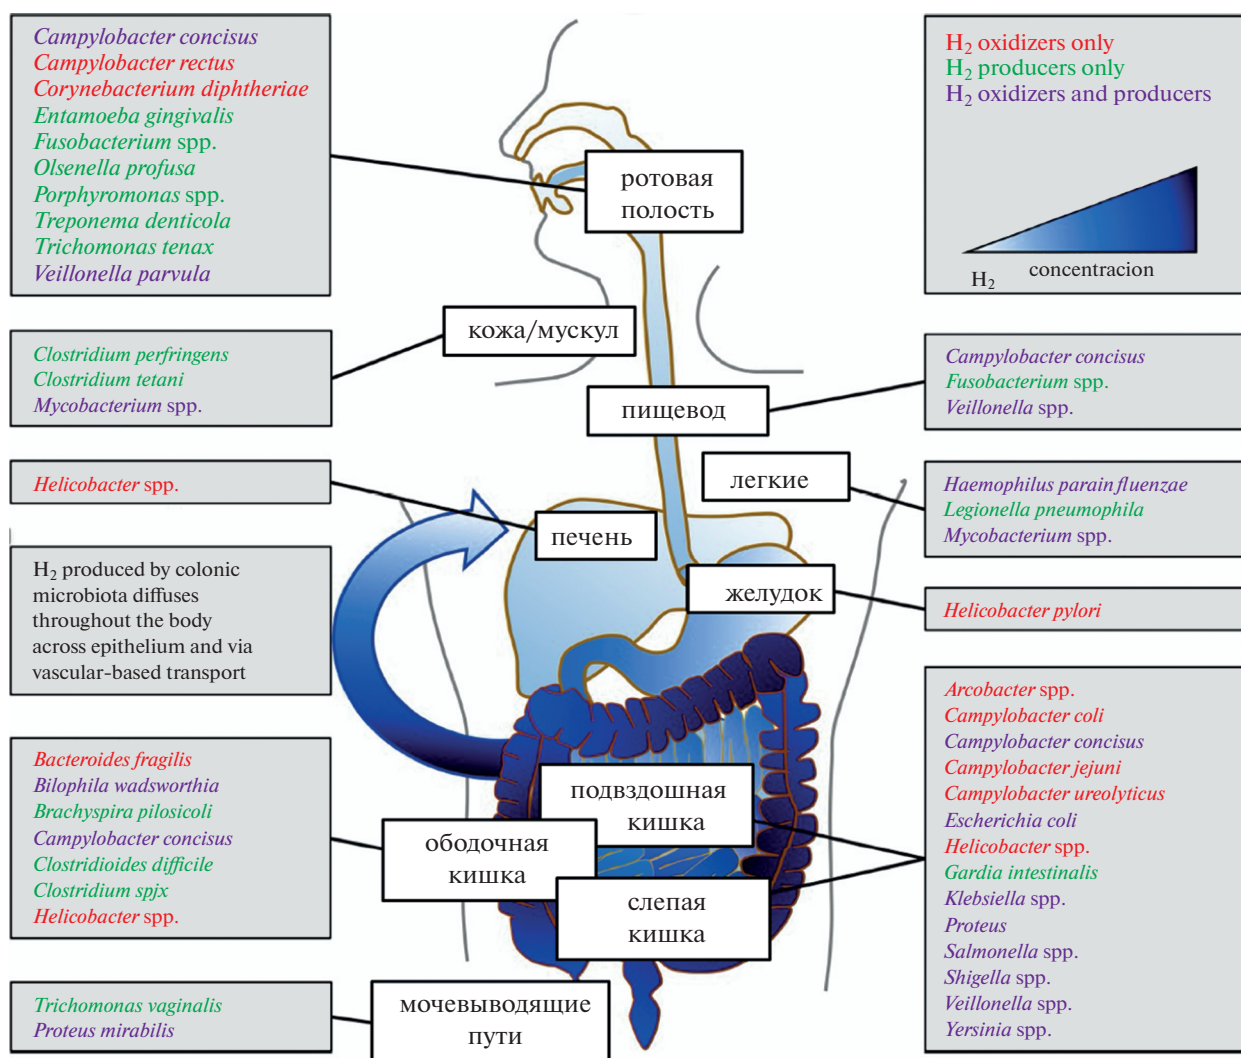 Campylobacter concisus
Campylobacter rectus
Corynebacterium diphtheriae
Entamoeba gingivalis
Fusobacterium spp.
Olsenella profusa
Porphyromonas spp.
Treponema denticola
Trichomonas tenax
Veillonella parvula
H₂ oxidizers only
H₂ producers only
H₂ oxidizers and producers
H₂
concentracion
ротовая
полость
кожа/мускул
Clostridium perfringens
Clostridium tetani
Mycobacterium spp.
пищевод
Campylobacter concisus
Fusobacterium spp.
Veillonella spp.
легкие
Haemophilus parain fluenzae
Legionella pneumophila
Mycobacterium spp.
Helicobacter spp.
печень
желудок
Helicobacter pylori
H₂ produced by colonic
microbiota diffuses
throughout the body
across epithelium and via
vascular-based transport
Bacteroides fragilis
Bilophila wadsworthia
Brachyspira pilosicoli
Campylobacter concisus
Clostridioides difficile
Clostridium spjx
Helicobacter spp.
ободочная
кишка
подвздошная
кишка
слепая
кишка
Arcobacter spp.
Campylobacter coli
Campylobacter concisus
Campylobacter jejuni
Campylobacter ureolyticus
Escherichia coli
Helicobacter spp.
Gardia intestinalis
Klebsiella spp.
Proteus
Salmonella spp.
Shigella spp.
Veillonella spp.
Yersinia spp.
Trichomonas vaginalis
Proteus mirabilis
мочевыводящие
пути